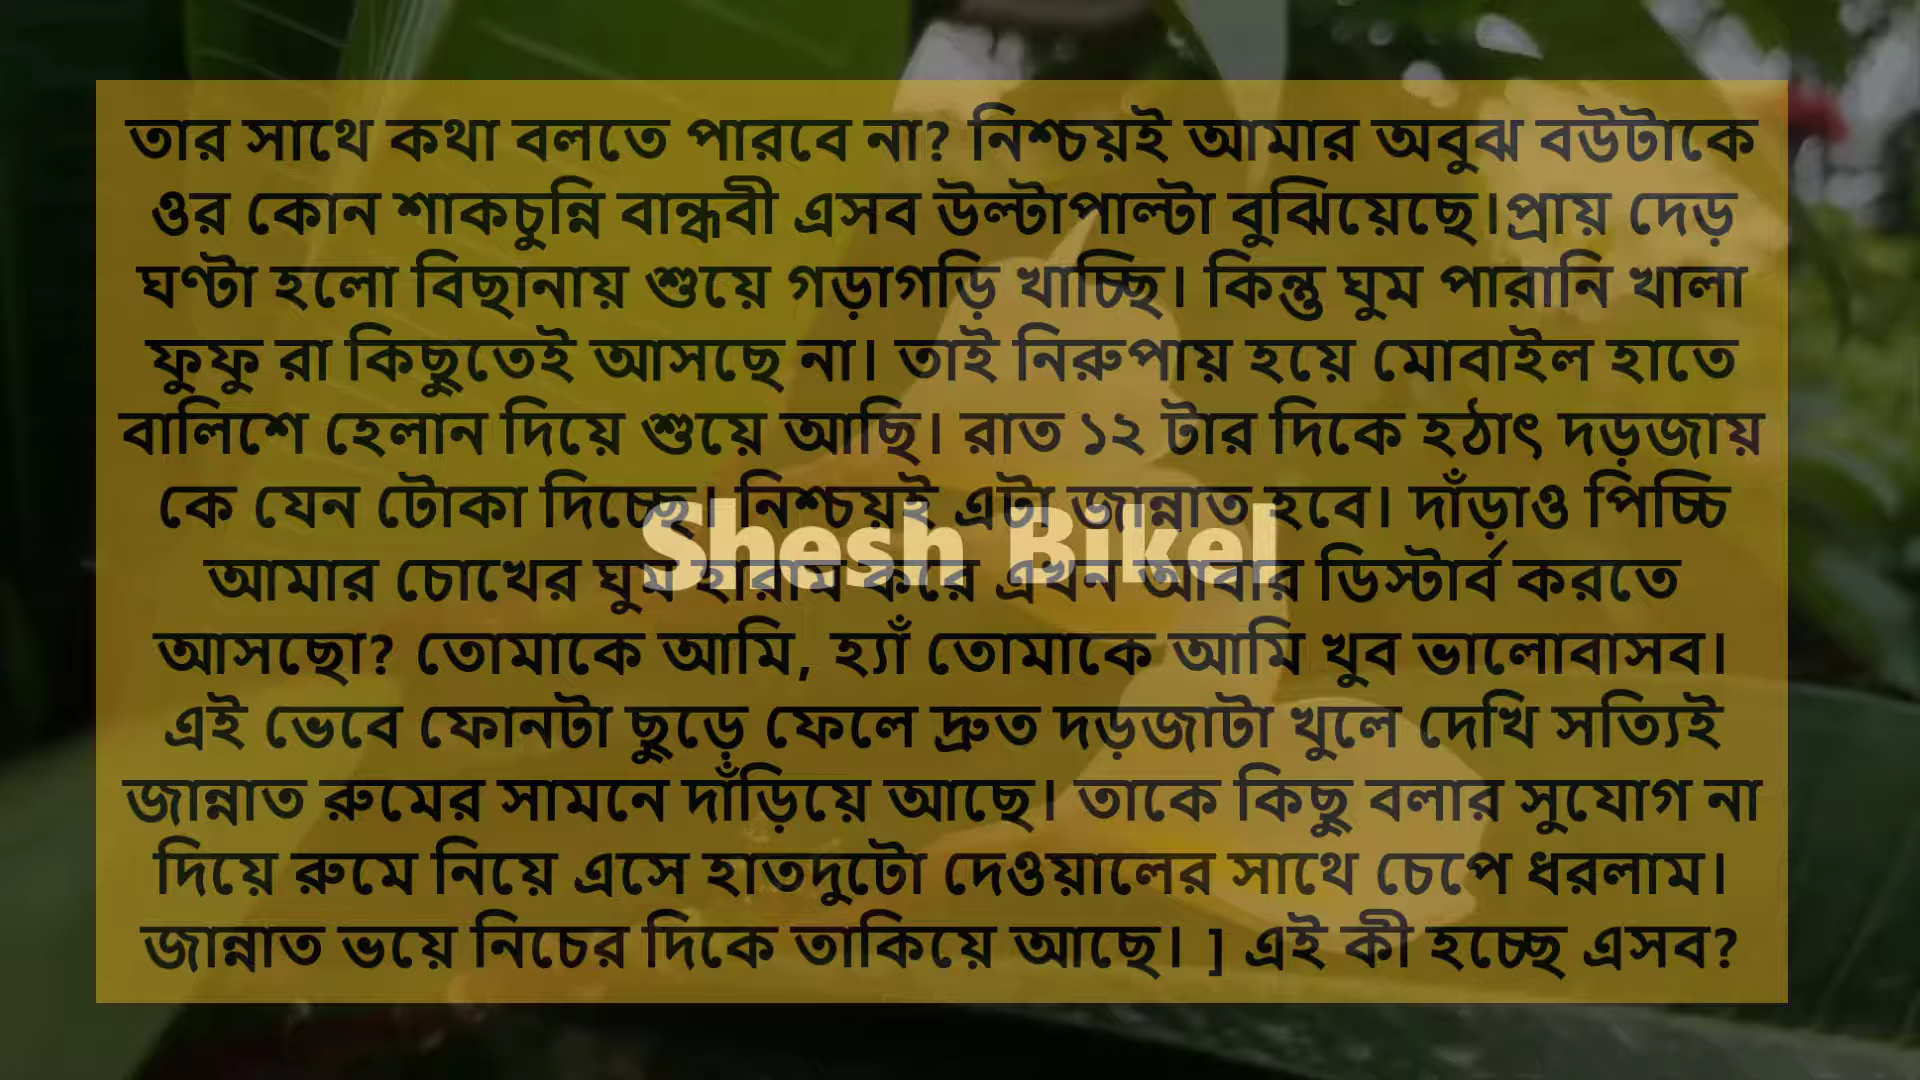 তার সাথে কথা বলতে পারবে না? নিশ্চয়ই আমার অবুঝ বউটাকে
ওর কোন শাকচুন্নি বান্ধবী এসব উল্টাপাল্টা বুঝিয়েছে।প্রায় দেড়
ঘণ্টা হলো বিছানায় শুয়ে গড়াগড়ি খাচ্ছি। কিন্তু ঘুম পারানি খালা
ফুফু রা কিছুতেই আসছে না। তাই নিরুপায় হয়ে মোবাইল হাতে
বালিশে হেলান দিয়ে শুয়ে আছি। রাত ১২ টার দিকে হঠাৎ দড়জায়
কে যেন টোকা দিচ্ছে। নিশ্চয়ই এটা জান্নাত হবে। দাঁড়াও পিচ্চি
Shesh Bikel
আমার চোখের ঘুম হারাম করে এখন আবার ডিস্টার্ব করতে
আসছো? তোমাকে আমি, হ্যাঁ তোমাকে আমি খুব ভালোবাসব।
এই ভেবে ফোনটা ছুড়ে ফেলে দ্রুত দড়জাটা খুলে দেখি সত্যিই
জান্নাত রুমের সামনে দাঁড়িয়ে আছে। তাকে কিছু বলার সুযোগ না
দিয়ে রুমে নিয়ে এসে হাতদুটো দেওয়ালের সাথে চেপে ধরলাম।
জান্নাত ভয়ে নিচের দিকে তাকিয়ে আছে। ] এই কী হচ্ছে এসব?